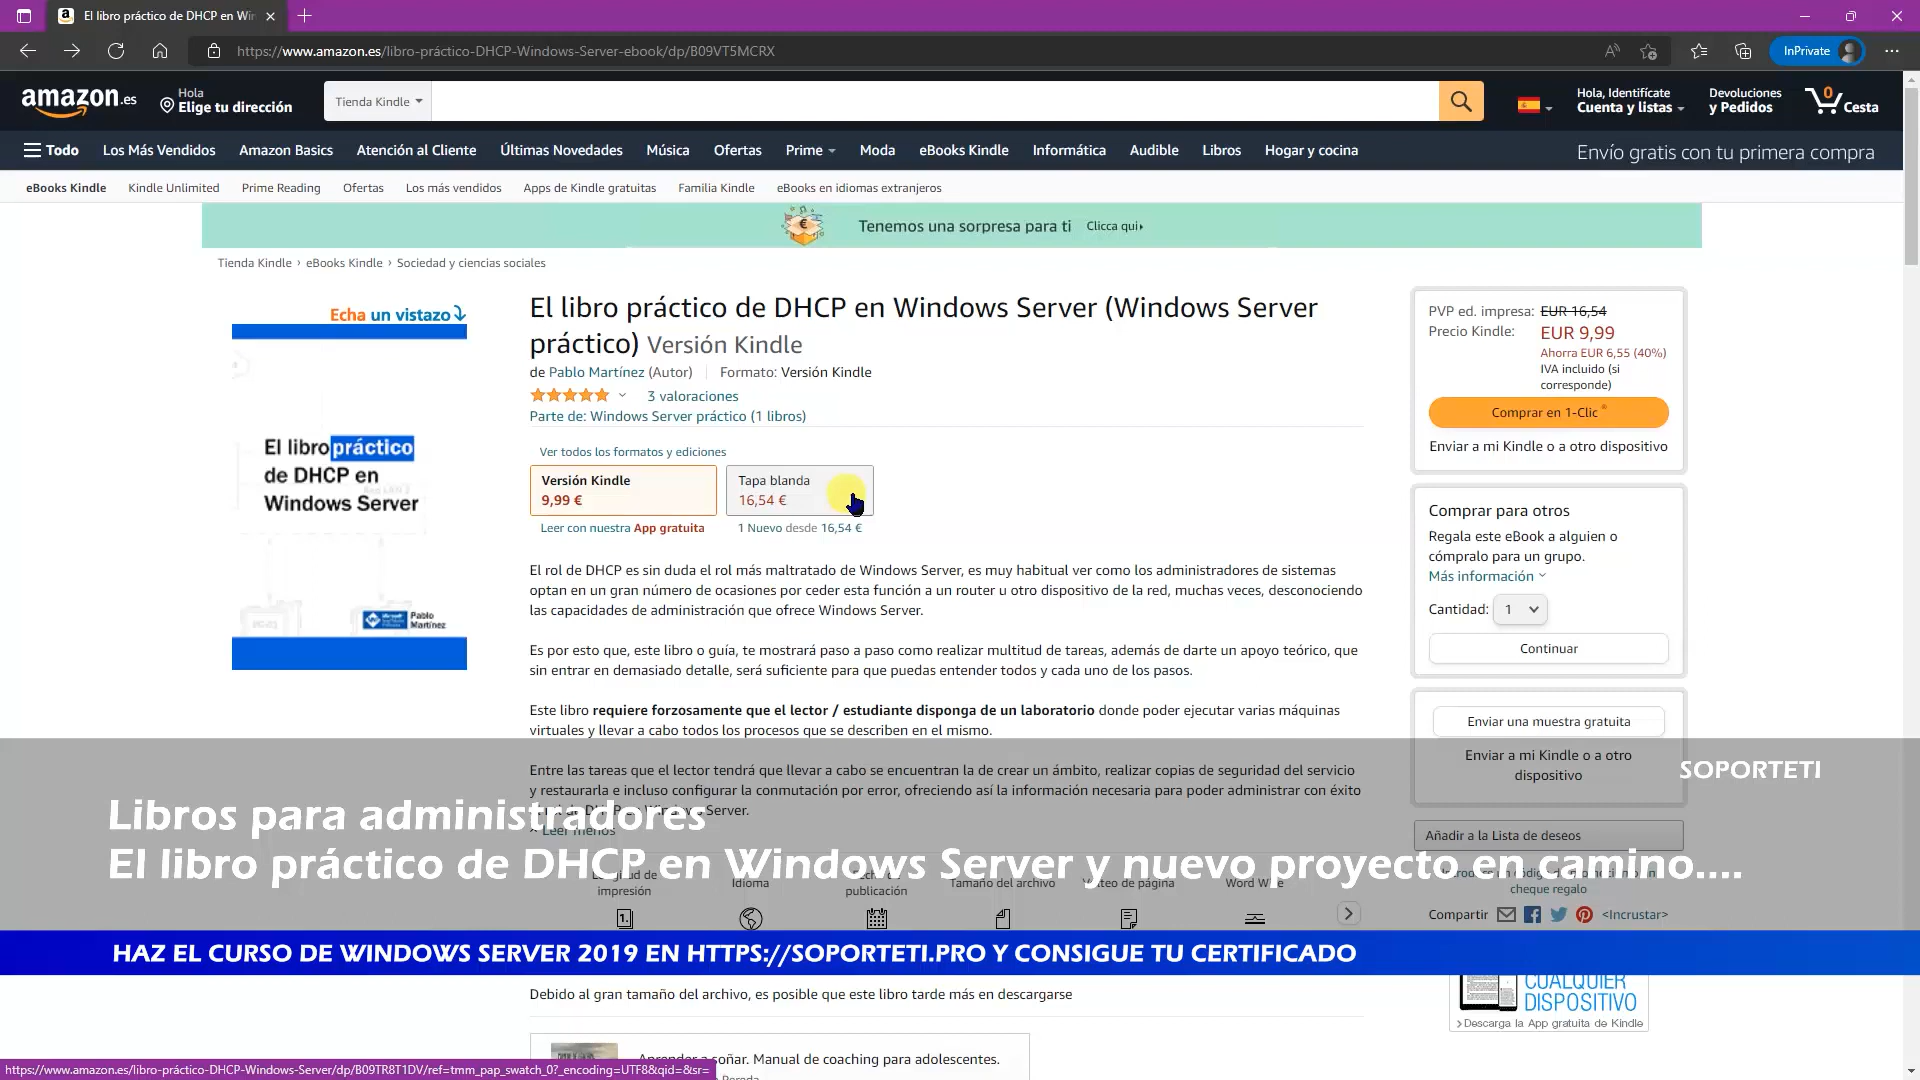 El libro práctico de DHCP en Win
https://www.amazon.es/libro-práctico-DHCP-Windows-Server-ebook/dp/B09VT5MCRX
InPrivate
amazon.es
Hola
Elige tu dirección
Tienda Kindle
Hola, Identifícate
Cuenta y listas
Devoluciones
y Pedidos
0
Cesta
Todo
Los Más Vendidos
Amazon Basics
Atención al Cliente
Últimas Novedades
Música
Ofertas
Prime
Moda
eBooks Kindle
Informática
Audible
Libros
Hogar y cocina
Envío gratis con tu primera compra
eBooks Kindle
Kindle Unlimited
Prime Reading
Ofertas
Los más vendidos
Apps de Kindle gratuitas
Familia Kindle
eBooks en idiomas extranjeros
Tenemos una sorpresa para ti
Clicca qui
Tienda Kindle › eBooks Kindle › Sociedad y ciencias sociales
Echa un vistazo
El libro práctico
de DHCP en
Windows Server
Pablo
Martínez
El libro práctico de DHCP en Windows Server (Windows Server
práctico) Versión Kindle
de Pablo Martínez (Autor)
Formato: Versión Kindle
3 valoraciones
Parte de: Windows Server práctico (1 libros)
Ver todos los formatos y ediciones
Versión Kindle
9,99 €
Tapa blanda
16,54 €
Leer con nuestra App gratuita
1 Nuevo desde 16,54 €
El rol de DHCP es sin duda el rol más maltratado de Windows Server, es muy habitual ver como los administradores de sistemas
optan en un gran número de ocasiones por ceder esta función a un router u otro dispositivo de la red, muchas veces, desconociendo
las capacidades de administración que ofrece Windows Server.
Es por esto que, este libro o guía, te mostrará paso a paso como realizar multitud de tareas, además de darte un apoyo teórico, que
sin entrar en demasiado detalle, será suficiente para que puedas entender todos y cada uno de los pasos.
Este libro requiere forzosamente que el lector / estudiante disponga de un laboratorio donde poder ejecutar varias máquinas
virtuales y llevar a cabo todos los procesos que se describen en el mismo.
Entre las tareas que el lector tendrá que llevar a cabo se encuentran la de crear un ámbito, realizar copias de seguridad del servicio
y restaurarla e incluso configurar la conmutación por error, ofreciendo así la información necesaria para poder administrar con éxito
Server.
Leer menos
impresión
Idioma
publicación
Tamaño del archivo
de página
PVP ed. impresa: EUR 16,54
Precio Kindle: EUR 9,99
Ahorra EUR 6,55 (40%)
IVA incluido (si
corresponde)
Comprar en 1-Clic
Enviar a mi Kindle o a otro dispositivo
Comprar para otros
Regala este eBook a alguien o
cómpralo para un grupo.
Más información
Cantidad: 1
Continuar
Enviar una muestra gratuita
Enviar a mi Kindle o a otro
dispositivo
Añadir a la Lista de deseos
cheque regalo
Compartir
<Incrustar>
SOPORTETI
Libros para administradores
El libro práctico de DHCP en Windows Server y nuevo proyecto en camino....
HAZ EL CURSO DE WINDOWS SERVER 2019 EN HTTPS://SOPORTETI.PRO Y CONSIGUE TU CERTIFICADO
Debido al gran tamaño del archivo, es posible que este libro tarde más en descargarse
CUALQUIER
DISPOSITIVO
Descarga la App gratuita de Kindle
soñar. Manual de coaching para adolescentes.
https://www.amazon.es/libro-práctico-DHCP-Windows-Server/dp/B09TR8T1DV/ref=tmm_pap_swatch_0?_encoding=UTF8&qid=&sr=